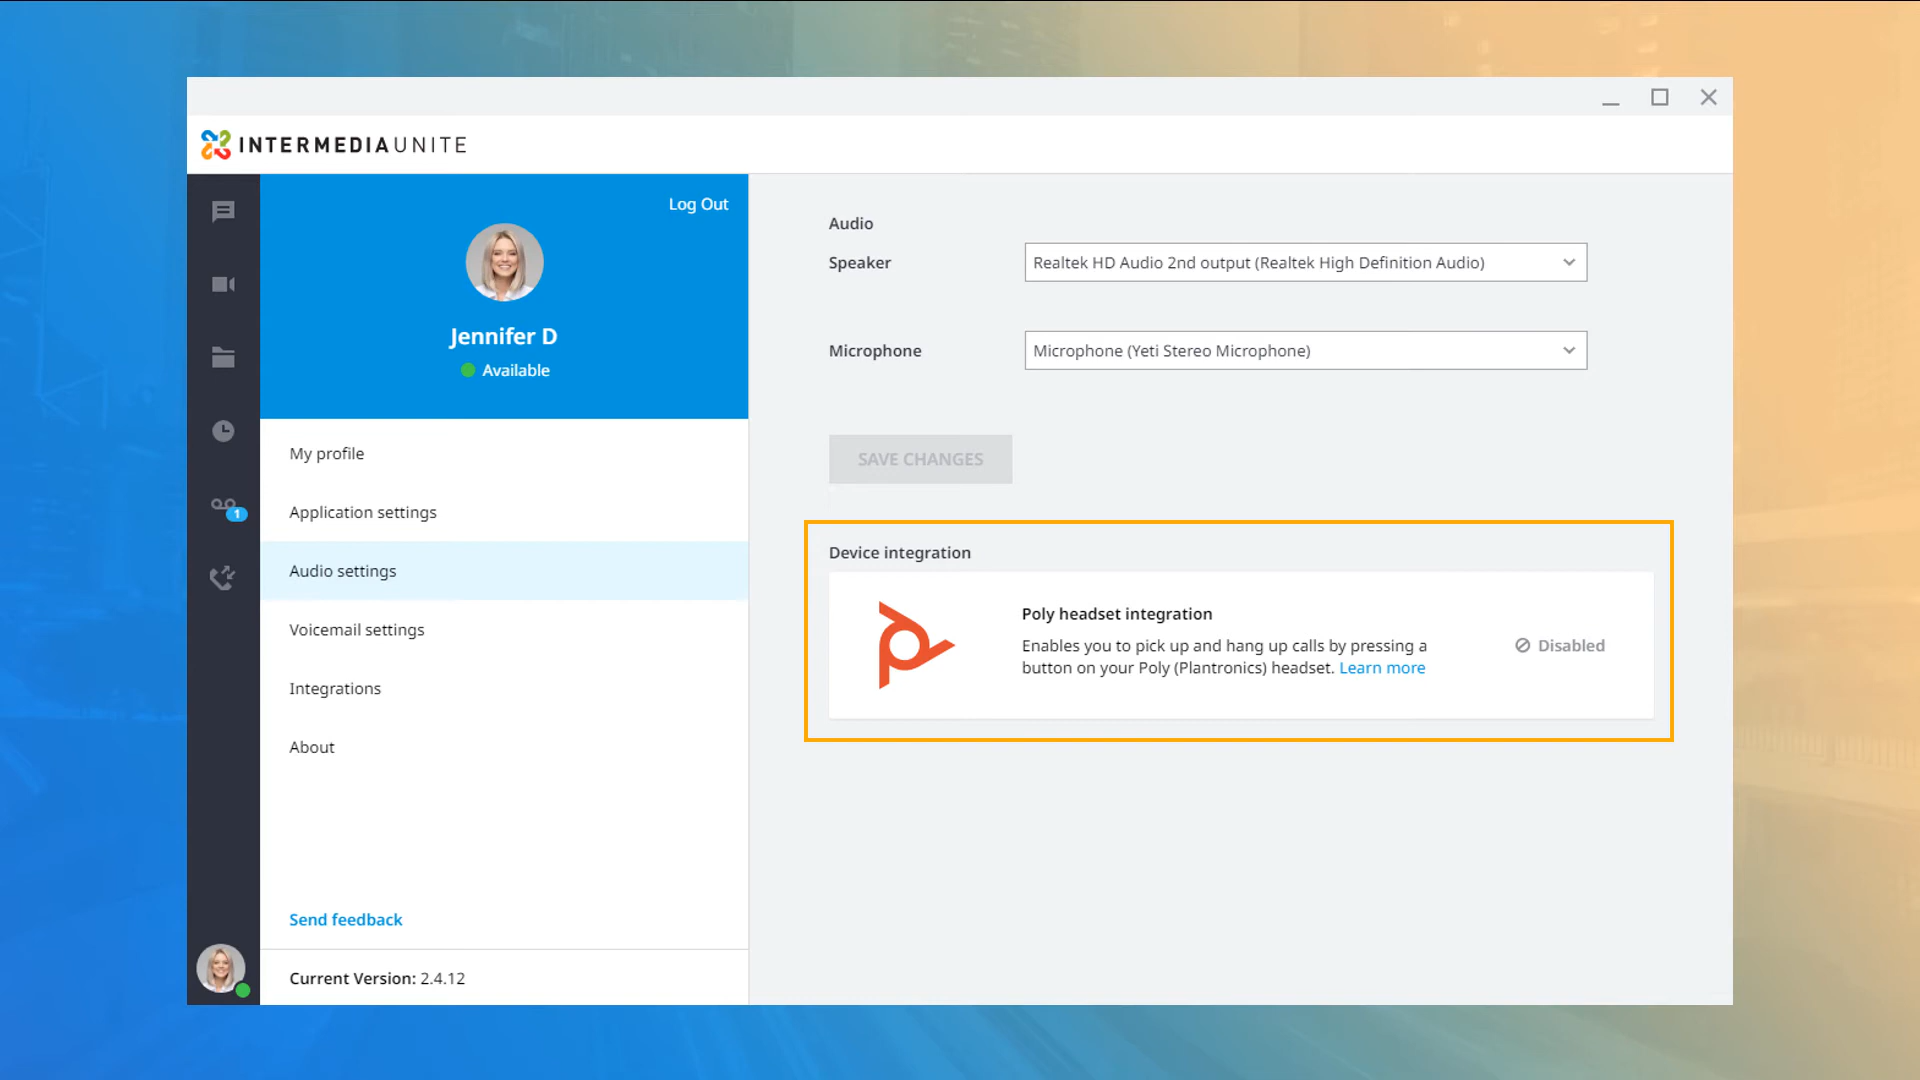 INTERMEDIA UNITE
Log Out
Jennifer D
Available
My profile
Application settings
Audio settings
Voicemail settings
Integrations
About
Send feedback
Current Version: 2.4.12
1
Audio
Speaker
Realtek HD Audio 2nd output (Realtek High Definition Audio)
Microphone
Microphone (Yeti Stereo Microphone)
SAVE CHANGES
Device integration
Poly headset integration
Enables you to pick up and hang up calls by pressing a
button on your Poly (Plantronics) headset. Learn more
Disabled